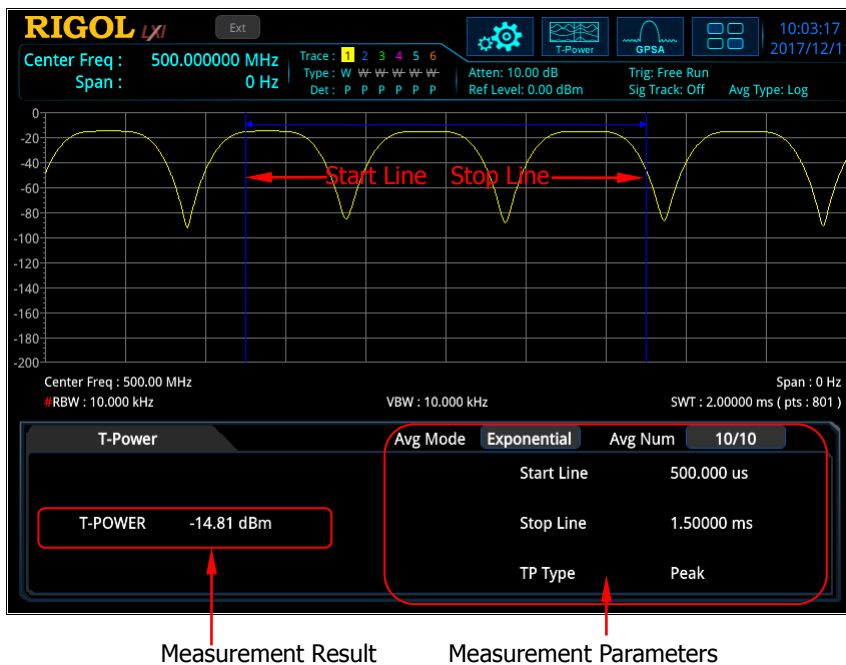 RIGOL LXI Ext T-Power GPSA 10:03:17
2017/12/1
Center Freq : 500.000000 MHz
Span : 0 Hz
Trace : 1 2 3 4 5 6
Type : W W W W W W
Det : P P P P P P
Atten: 10.00 dB
Ref Level: 0.00 dBm
Trig: Free Run
Sig Track: Off Avg Type: Log
0
-20
-40
-60
-80
-100
-120
-140
-160
-180
-200
Start Line Stop Line
Center Freq : 500.00 MHz Span : 0 Hz
#RBW : 10.000 kHz VBW : 10.000 kHz SWT : 2.00000 ms ( pts : 801 )
T-Power Avg Mode Exponential Avg Num 10/10
Start Line 500.000 us
T-POWER -14.81 dBm
Stop Line 1.50000 ms
TP Type Peak
Measurement Result Measurement Parameters